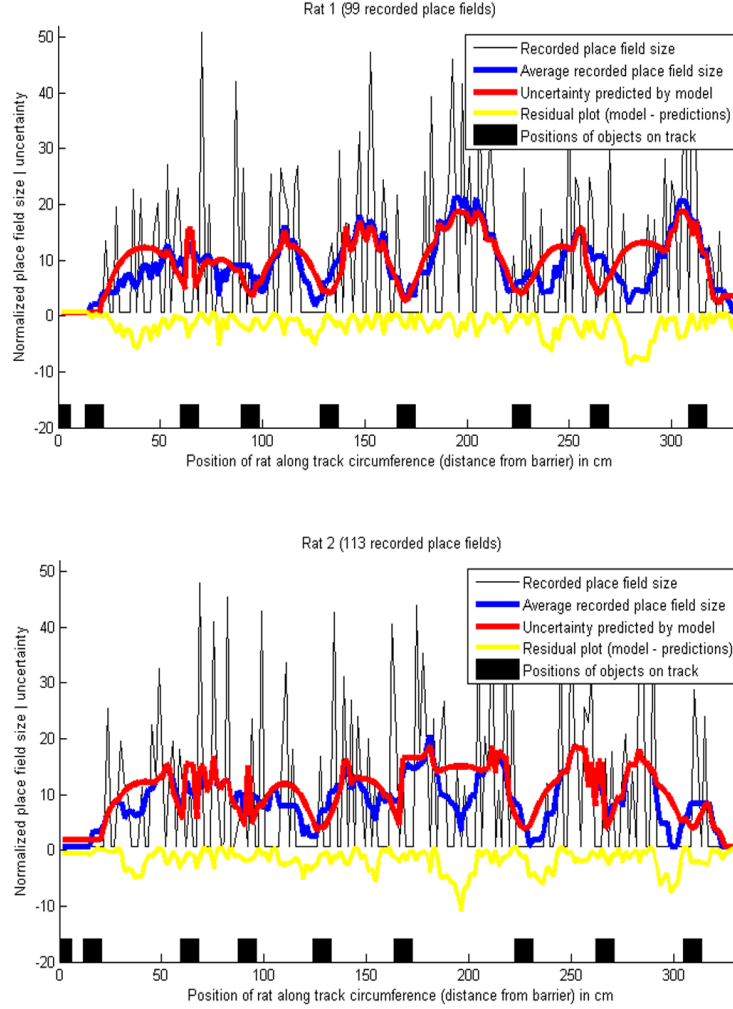 Rat 1 (99 recorded place fields)
50
40
30
20
10
0
-10
-20
Normalized place field size | uncertainty
Recorded place field size
Average recorded place field size
Uncertainty predicted by model
Residual plot (model - predictions)
Positions of objects on track
0 50 100 150 200 250 300
Position of rat along track circumference (distance from barrier) in cm
Rat 2 (113 recorded place fields)
50
40
30
20
10
0
-10
-20
Normalized place field size | uncertainty
Recorded place field size
Average recorded place field size
Uncertainty predicted by model
Residual plot (model - predictions)
Positions of objects on track
0 50 100 150 200 250 300
Position of rat along track circumference (distance from barrier) in cm